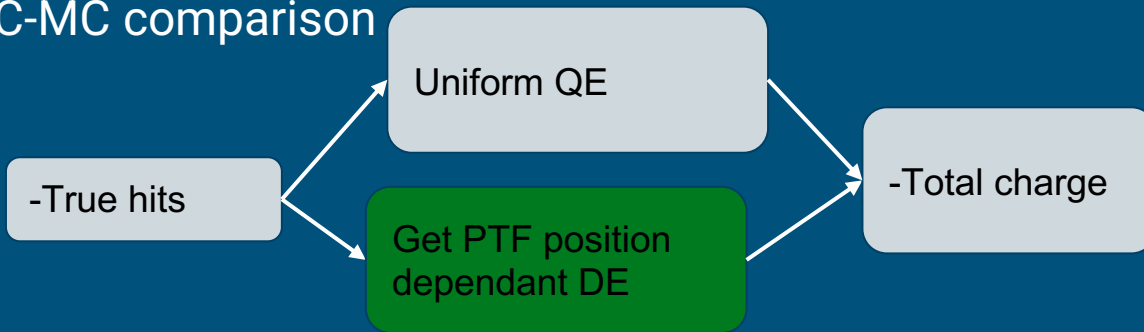 C-MC comparison
Uniform QE
-True hits
Get PTF position
dependant DE
-Total charge